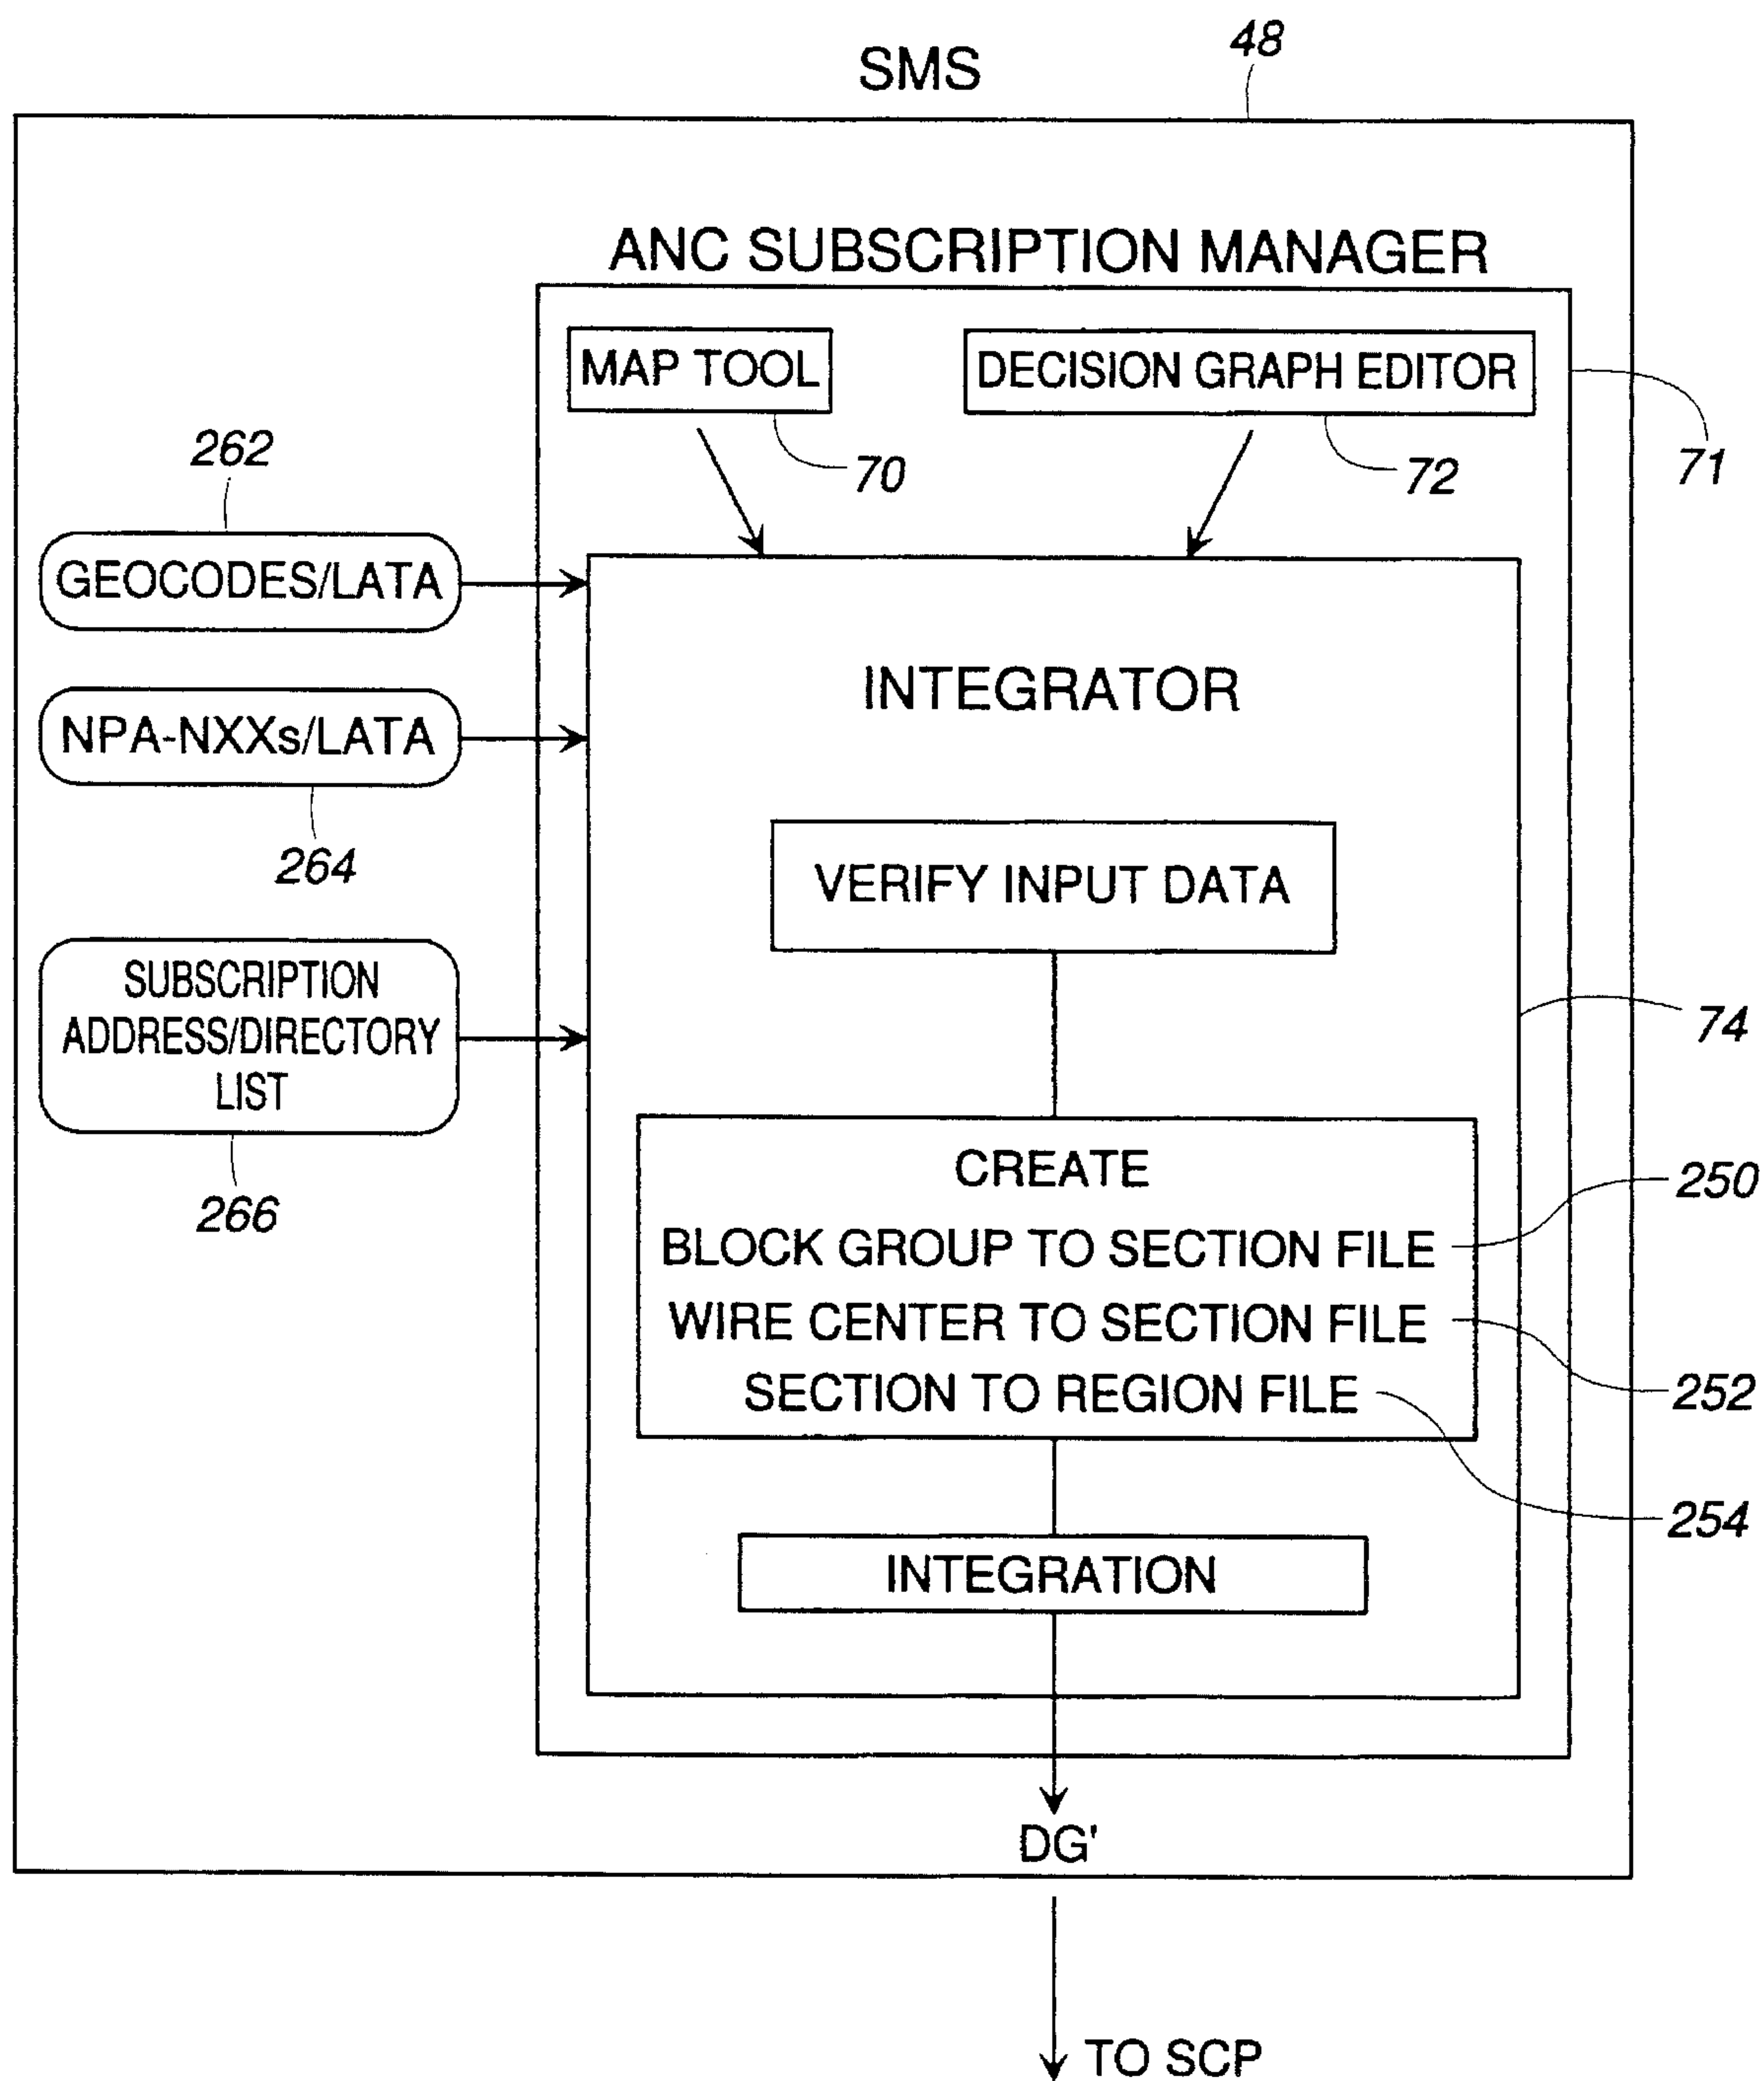 48
SMS
ANC SUBSCRIPTION MANAGER
MAP TOOL
DECISION GRAPH EDITOR
70
72
71
262
GEOCODES/LATA
NPA-NXXs/LATA
264
SUBSCRIPTION
ADDRESS/DIRECTORY
LIST
266
INTEGRATOR
VERIFY INPUT DATA
74
CREATE
BLOCK GROUP TO SECTION FILE
WIRE CENTER TO SECTION FILE
SECTION TO REGION FILE
250
252
254
INTEGRATION
DG'
TO SCP